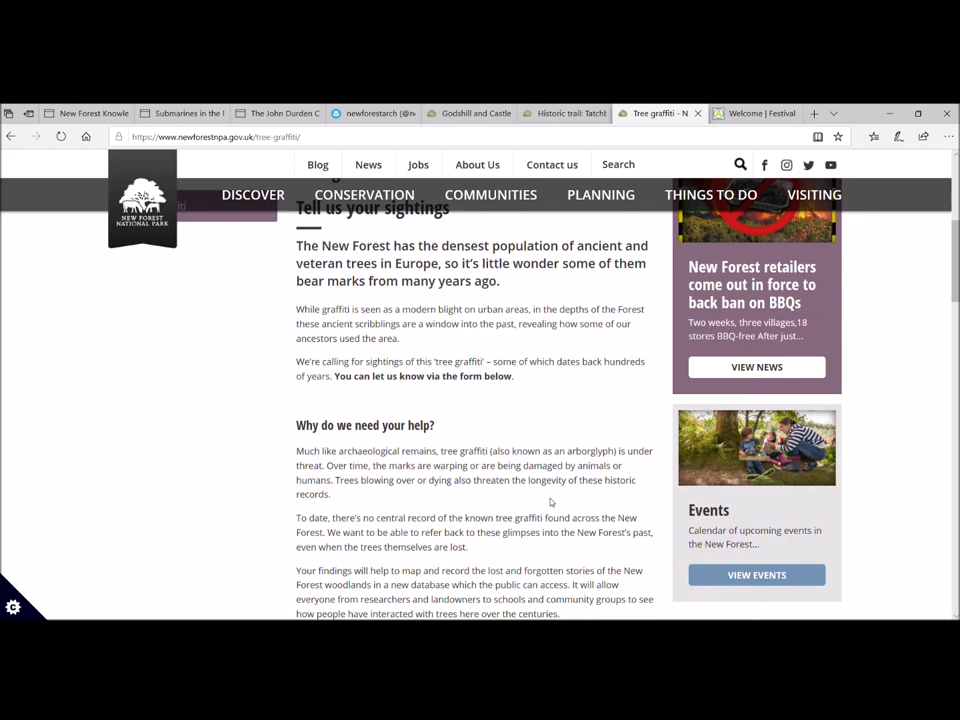 New Forest Knowle
Submarines in the
The John Durden C
newforestarch (@n
Godshill and Castle
Historic trail: Tatch
Tree graffiti - N
Welcome | Festival
https://www.newforestnpa.gov.uk/tree-graffiti/
Blog
News
Jobs
About Us
Contact us
Search
NEW FOREST
NATIONAL PARK
DISCOVER
CONSERVATION
COMMUNITIES
PLANNING
THINGS TO DO
VISITING
Tell us your sightings
The New Forest has the densest population of ancient and
veteran trees in Europe, so it's little wonder some of them
bear marks from many years ago.
While graffiti is seen as a modern blight on urban areas, in the depths of the Forest
these ancient scribblings are a window into the past, revealing how some of our
ancestors used the area.
We're calling for sightings of this 'tree graffiti' – some of which dates back hundreds
of years. You can let us know via the form below.
Why do we need your help?
Much like archaeological remains, tree graffiti (also known as an arborglyph) is under
threat. Over time, the marks are warping or are being damaged by animals or
humans. Trees blowing over or dying also threaten the longevity of these historic
records.
To date, there's no central record of the known tree graffiti found across the New
Forest. We want to be able to refer back to these glimpses into the New Forest's past,
even when the trees themselves are lost.
Your findings will help to map and record the lost and forgotten stories of the New
Forest woodlands in a new database which the public can access. It will allow
everyone from researchers and landowners to schools and community groups to see
how people have interacted with trees here over the centuries.
New Forest retailers
come out in force to
back ban on BBQs
Two weeks, three villages,18
stores BBQ-free After just...
VIEW NEWS
Events
Calendar of upcoming events in
the New Forest...
VIEW EVENTS